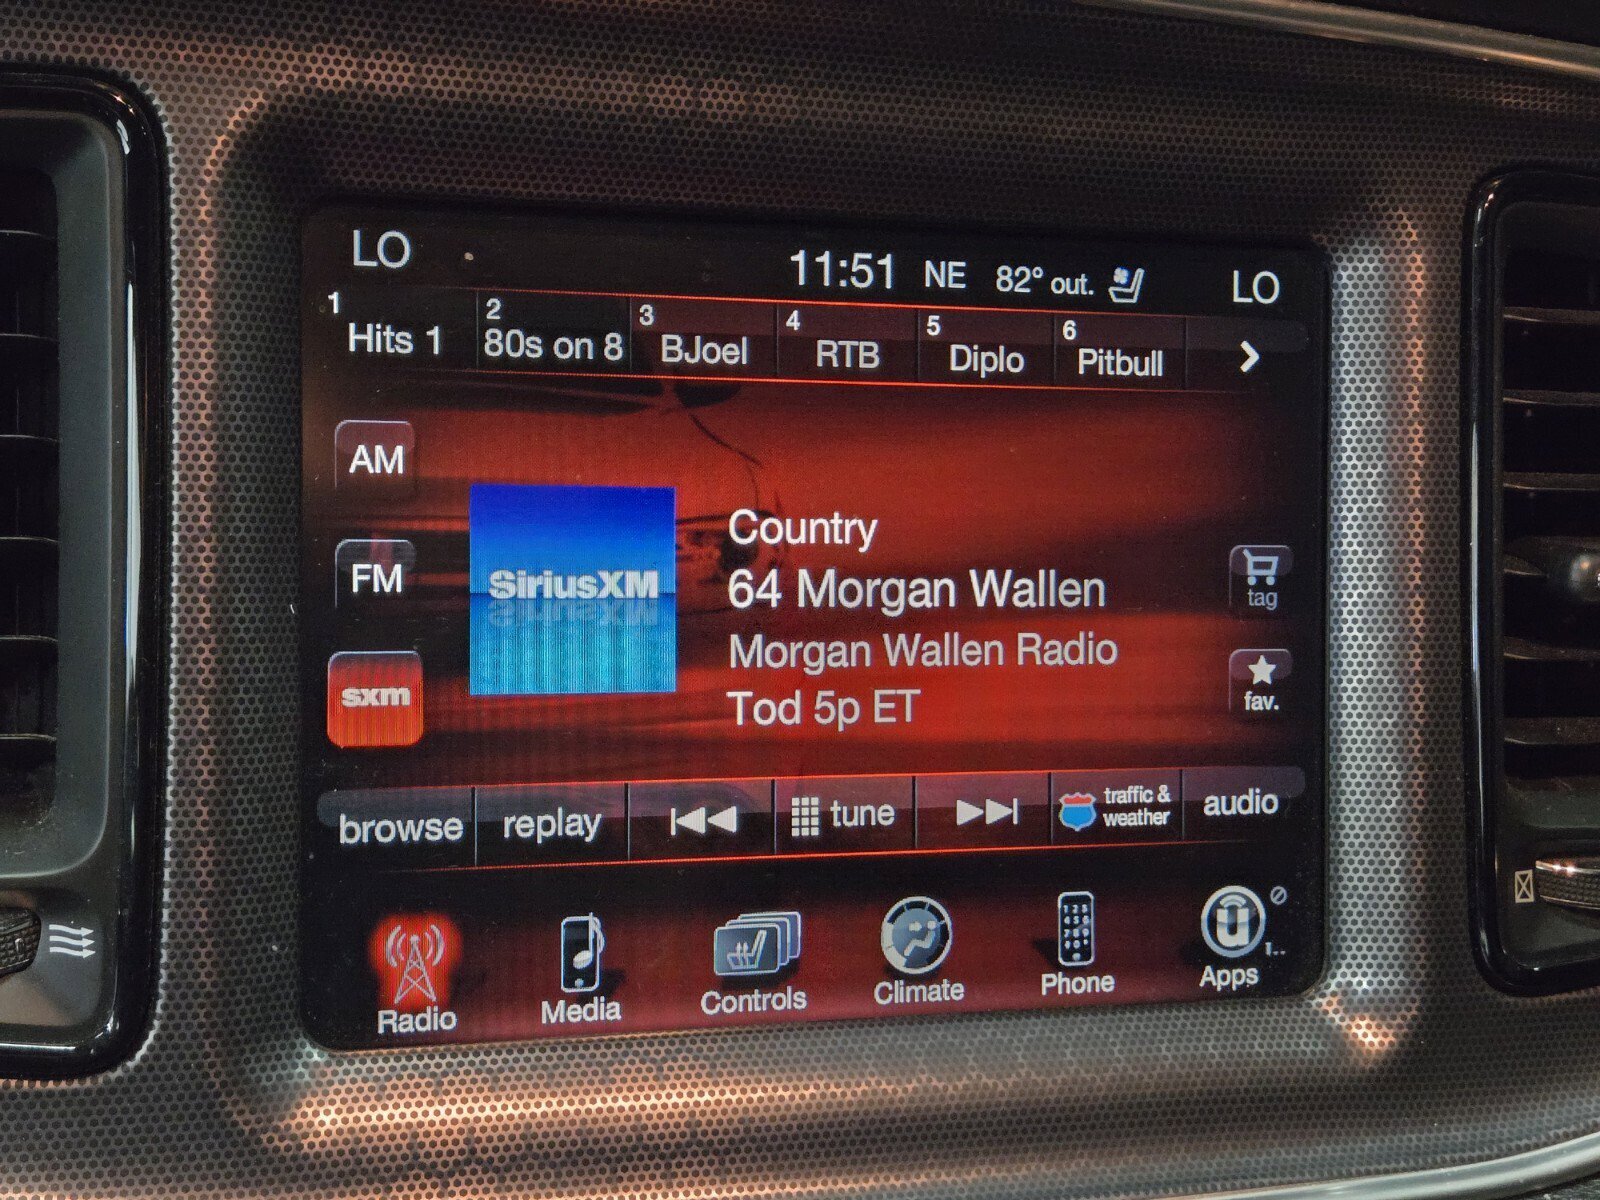 LO
11:51 NE 82° out.
LO
1 Hits 1
2 80s on 8
3 BJoel
4 RTB
5 Diplo
6 Pitbull
AM
FM
sxm
SiriusXM
Country
64 Morgan Wallen
Morgan Wallen Radio
Tod 5p ET
tag
fav.
browse
replay
tune
traffic &
weather
audio
Radio
Media
Controls
Climate
Phone
Apps
1..